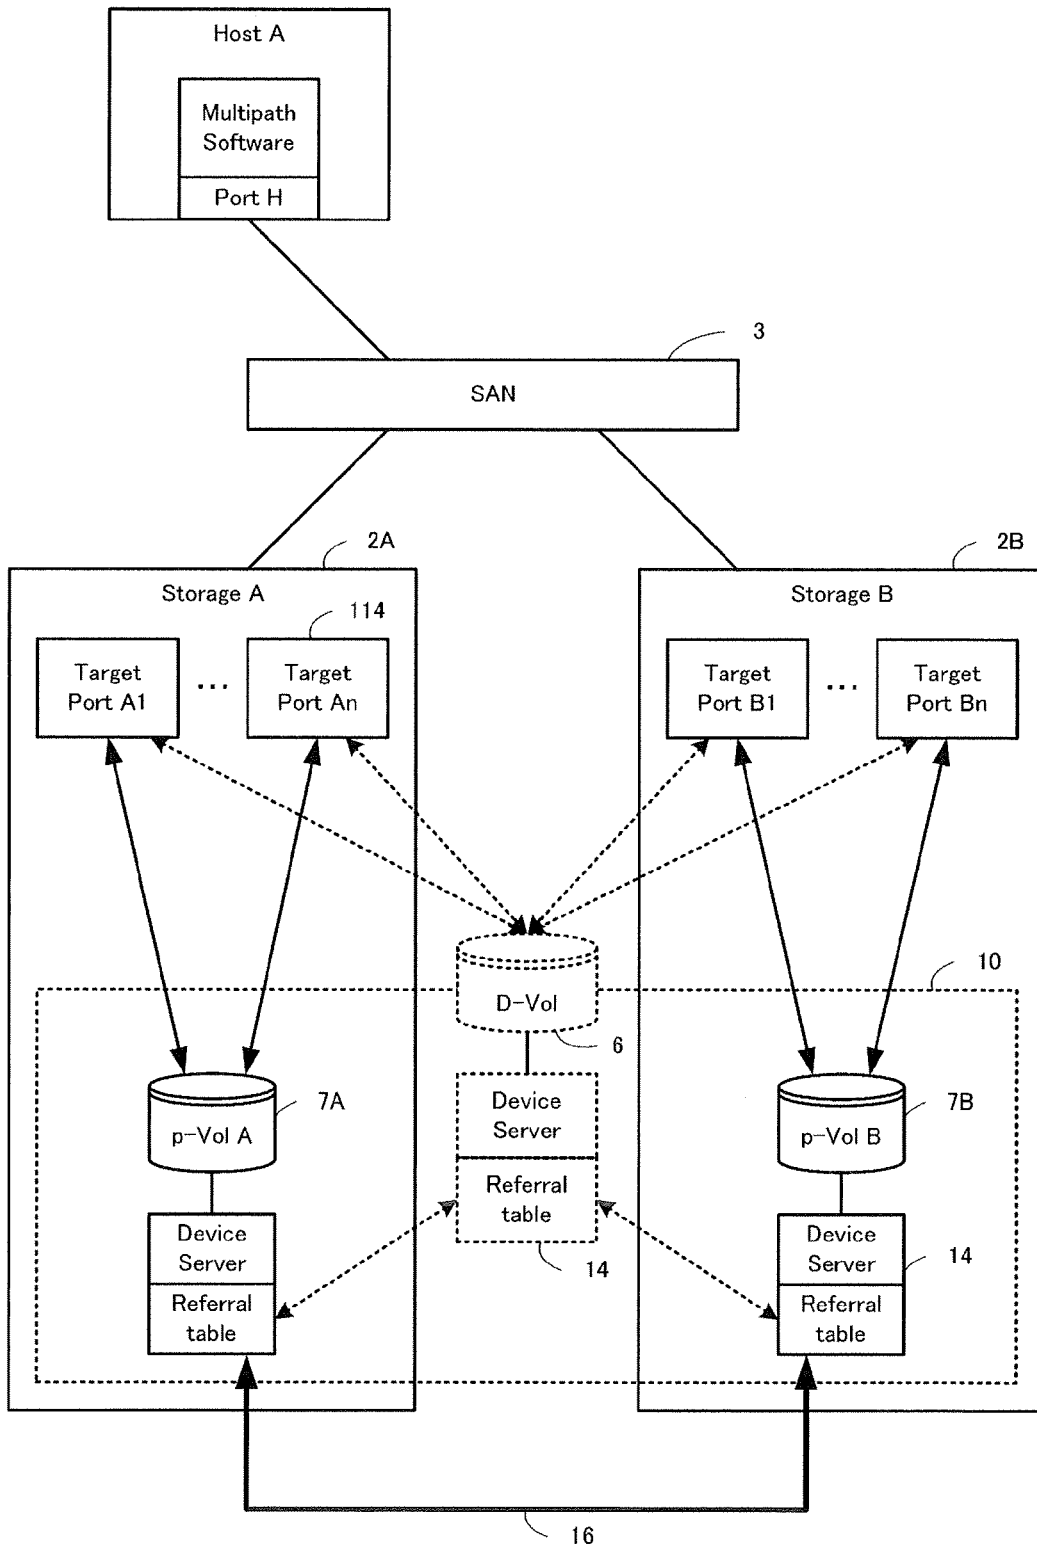 Host A
Multipath
Software
Port H
3
SAN
2A
2B
Storage A
Storage B
114
Target
Port A1
...
Target
Port An
Target
Port B1
...
Target
Port Bn
10
D-Vol
6
7A
p-Vol A
Device
Server
7B
p-Vol B
Referral
table
14
Device
Server
Referral
table
Device
Server
14
Referral
table
16